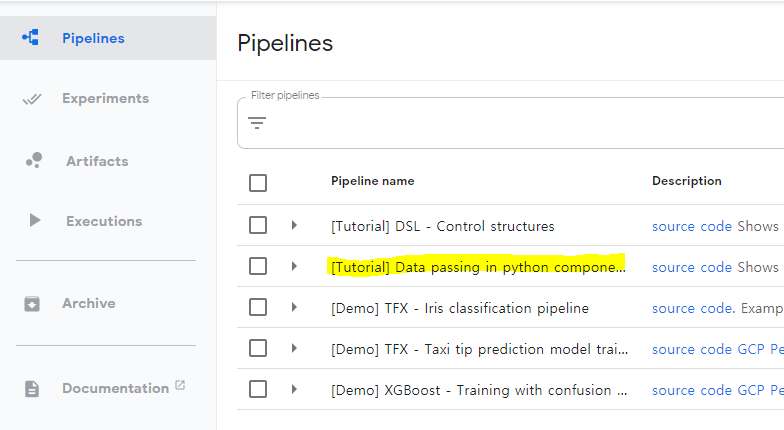 Pipelines
Experiments
Artifacts
Executions
Archive
Documentation
Pipelines
Filter pipelines
Pipeline name Description
[Tutorial] DSL - Control structures source code Shows
[Tutorial] Data passing in python compone... source code Shows
[Demo] TFX - Iris classification pipeline source code. Examp
[Demo] TFX - Taxi tip prediction model trai... source code GCP Pe
[Demo] XGBoost - Training with confusion ... source code GCP Pe